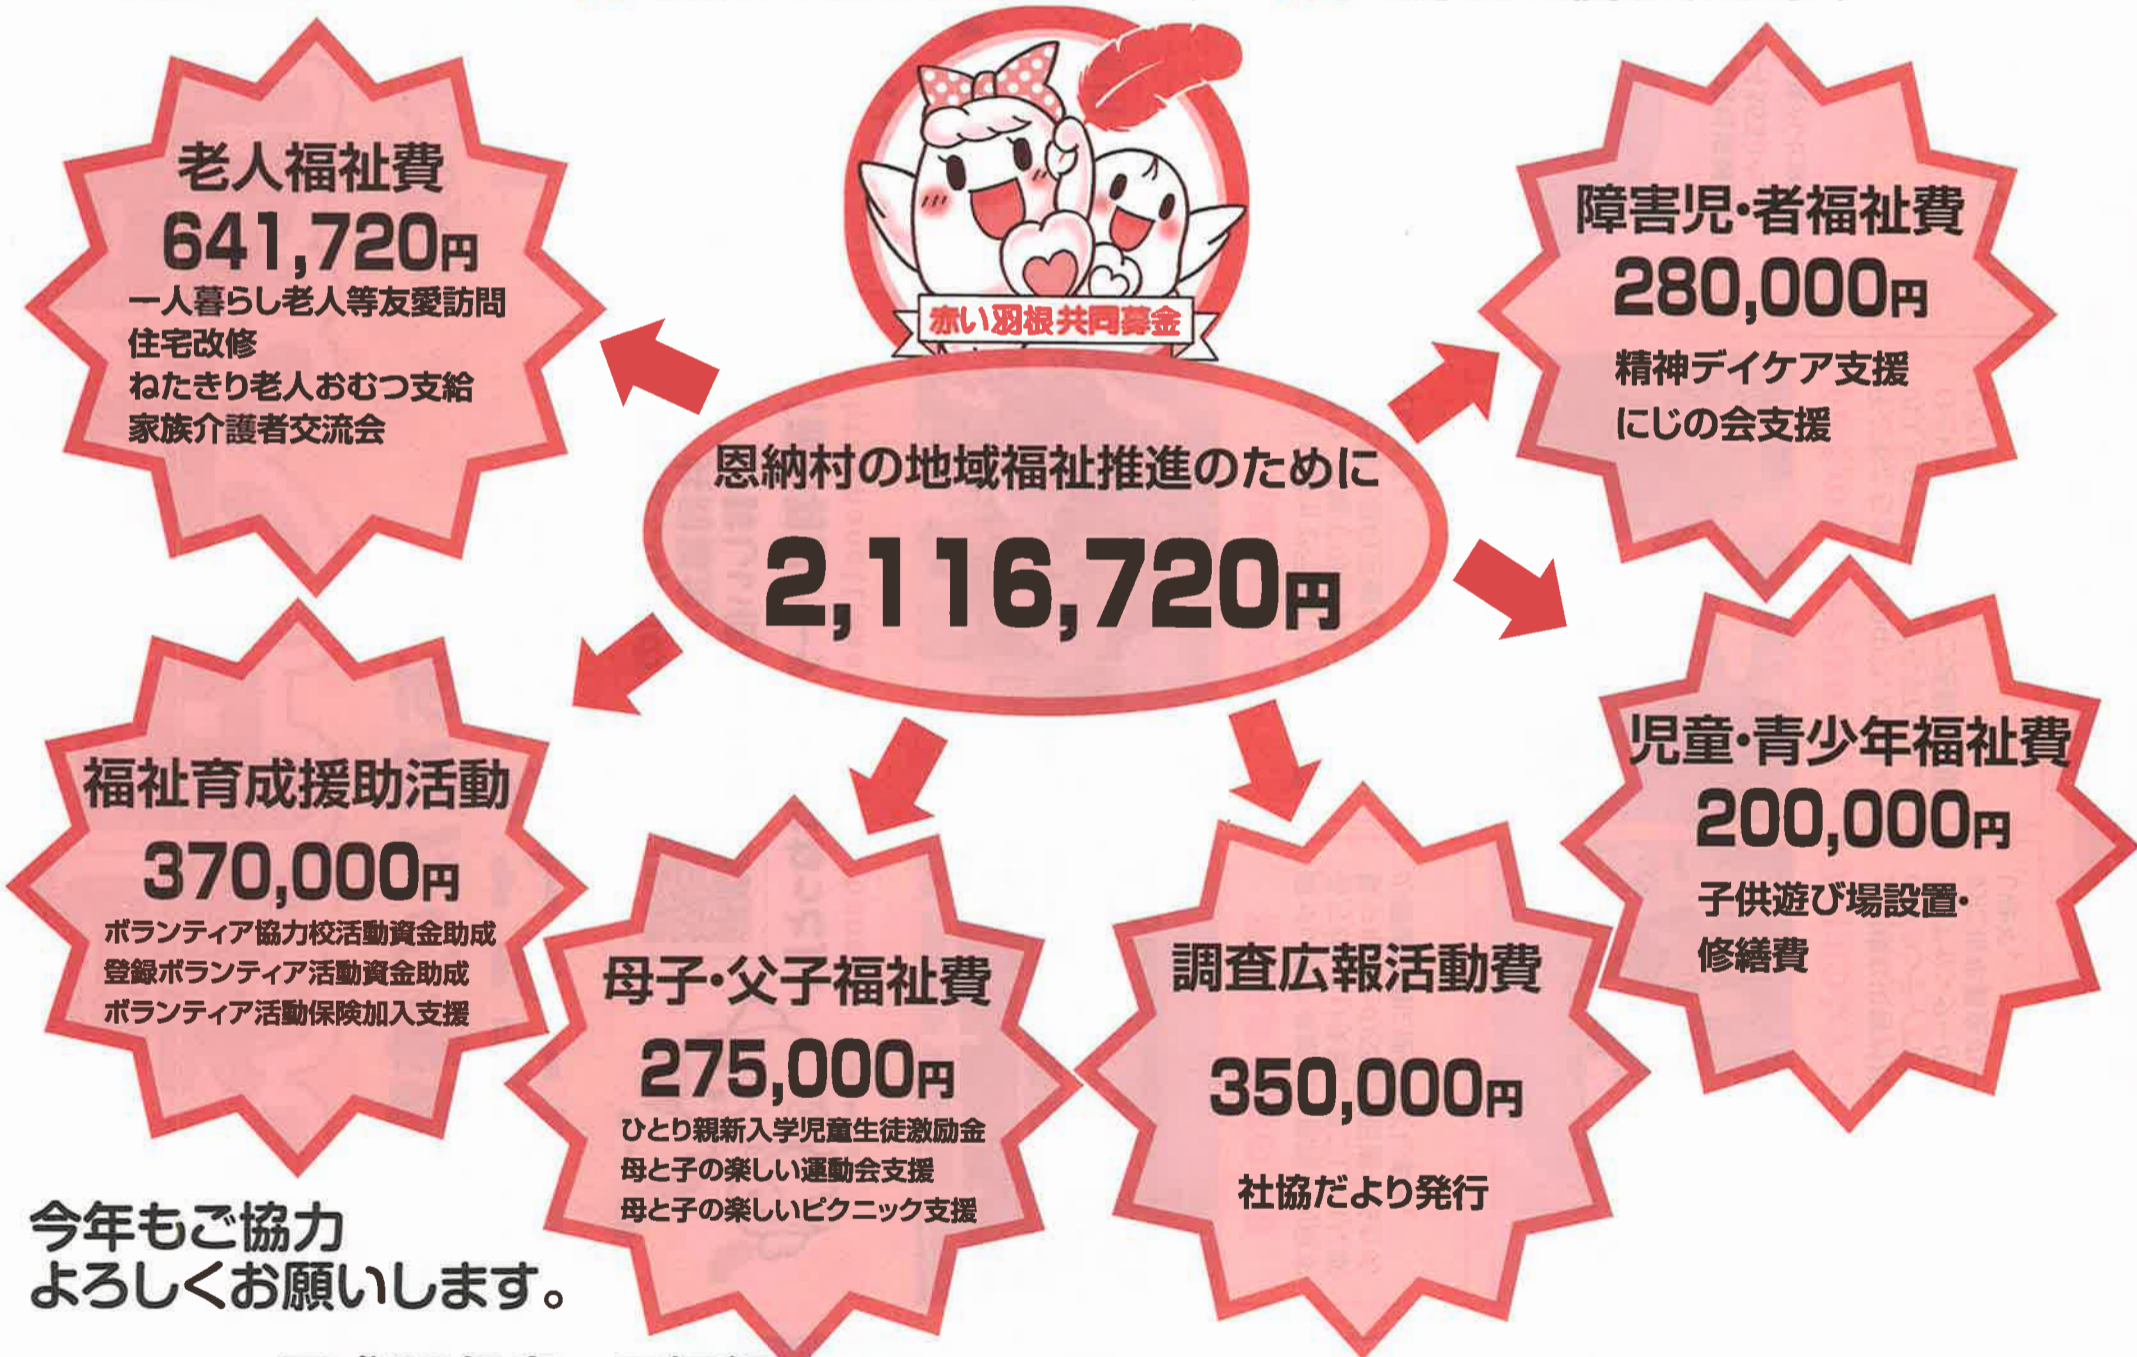 赤い羽根共同募金
恩納村の地域福祉推進のために
2,116,720円
老人福祉費
641,720円
一人暮らし老人等友愛訪問
住宅改修
ねたきり老人おむつ支給
家族介護者交流会
障害児・者福祉費
280,000円
精神デイケア支援
にじの会支援
児童・青少年福祉費
200,000円
子供遊び場設置・
修繕費
福祉育成援助活動
370,000円
ボランティア協力校活動資金助成
登録ボランティア活動資金助成
ボランティア活動保険加入支援
母子・父子福祉費
275,000円
ひとり親新入学児童生徒激励金
母と子の楽しい運動会支援
母と子の楽しいピクニック支援
調査広報活動費
350,000円
社協だより発行
今年もご協力
よろしくお願いします。